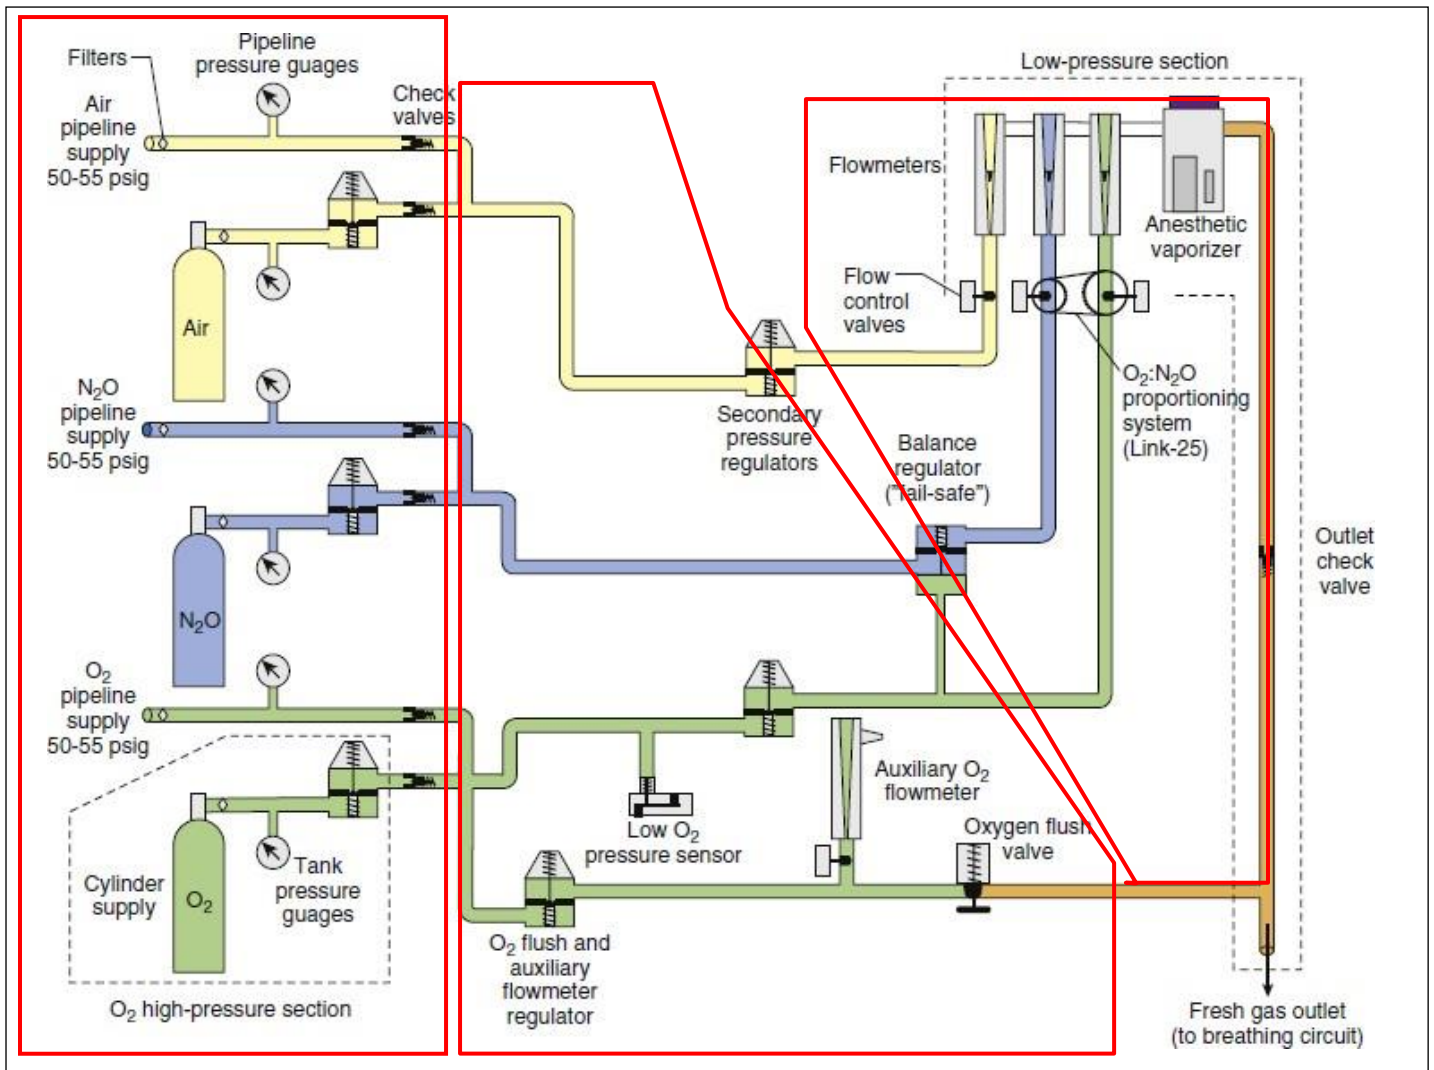 Filters
Pipeline
pressure guages
Air
pipeline
supply
50-55 psig
Check
valves
Air
N2O
pipeline
supply
50-55 psig
N2O
O2
pipeline
supply
50-55 psig
Cylinder
supply
O2
Tank
pressure
guages
O2 high-pressure section
Low-pressure section
Flowmeters
Anesthetic
vaporizer
Flow
control
valves
O2:N2O
proportioning
system
(Link-25)
Secondary
pressure
regulators
Balance
regulator
("fail-safe")
Outlet
check
valve
Low O2
pressure sensor
Auxiliary O2
flowmeter
Oxygen flush
valve
O2 flush and
auxiliary
flowmeter
regulator
Fresh gas outlet
(to breathing circuit)